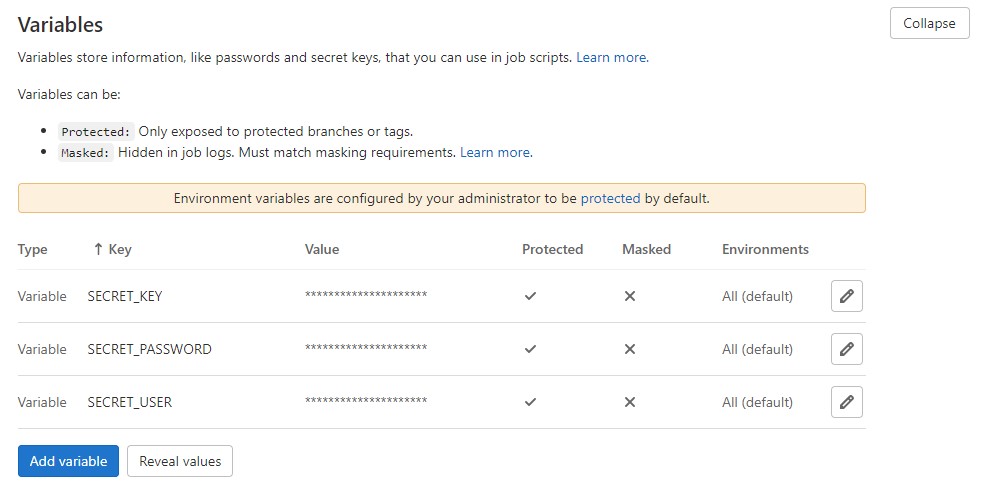 Variables
Collapse
Variables store information, like passwords and secret keys, that you can use in job scripts. Learn more.
Variables can be:
• Protected: Only exposed to protected branches or tags.
• Masked: Hidden in job logs. Must match masking requirements. Learn more.
Environment variables are configured by your administrator to be protected by default.
Type ↑ Key Value Protected Masked Environments
Variable SECRET_KEY ********************* ✓ ✕ All (default)
Variable SECRET_PASSWORD ********************* ✓ ✕ All (default)
Variable SECRET_USER ********************* ✓ ✕ All (default)
Add variable Reveal values